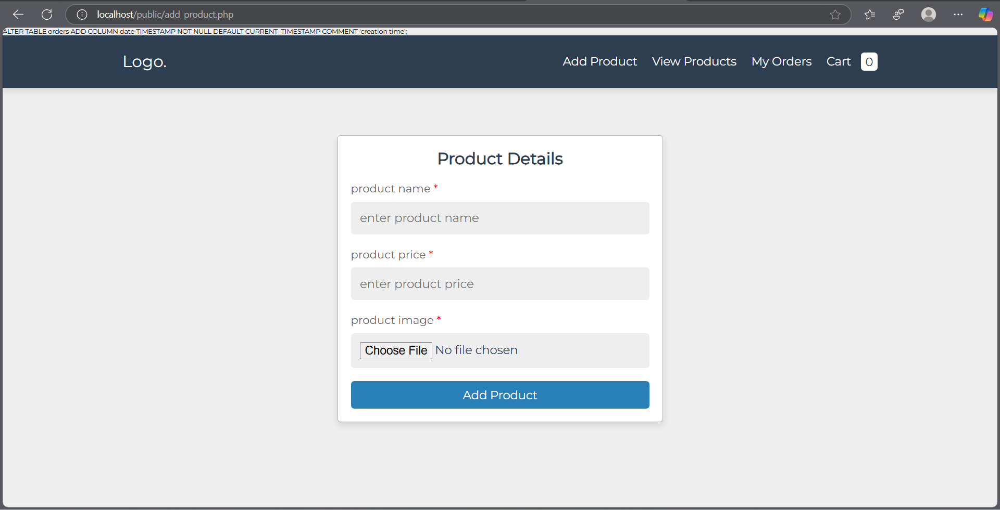 localhost/public/add_product.php
ALTER TABLE orders ADD COLUMN date TIMESTAMP NOT NULL DEFAULT CURRENT_TIMESTAMP COMMENT 'creation time';
Logo. Add Product View Products My Orders Cart 0
Product Details
product name *
enter product name
product price *
enter product price
product image *
Choose File No file chosen
Add Product